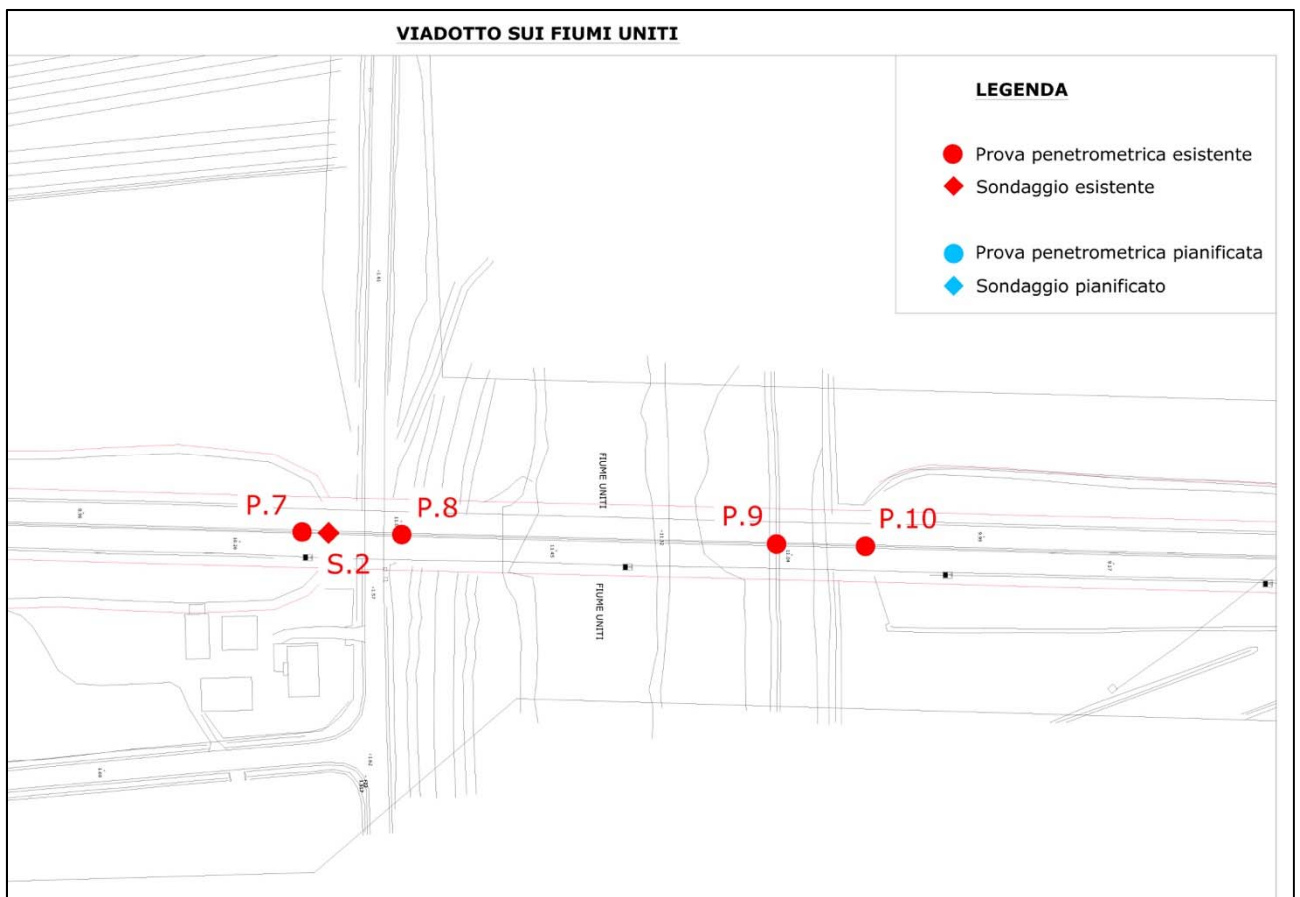 VIADOTTO SUI FIUMI UNITI
LEGENDA
Prova penetrometrica esistente
Sondaggio esistente
Prova penetrometrica pianificata
Sondaggio pianificato
FIUME UNITI
P.7
P.8
P.9
P.10
S.2
FIUME UNITI